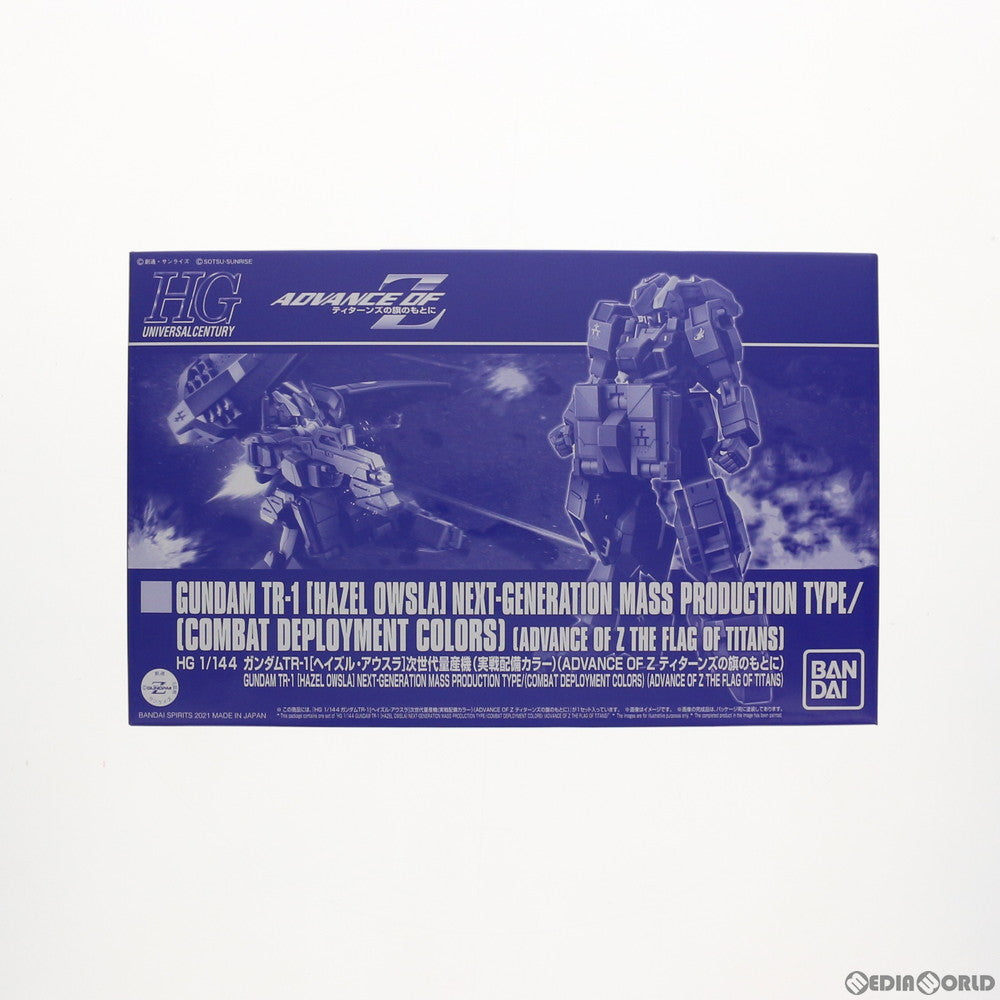 ©創通・サンライズ ©SOTSU・SUNRISE
HG
UNIVERSAL CENTURY
ADVANCE OF Z
ティターンズの旗のもとに
GUNDAM TR-1 [HAZEL OWSLA] NEXT-GENERATION MASS PRODUCTION TYPE/
(COMBAT DEPLOYMENT COLORS) (ADVANCE OF Z THE FLAG OF TITANS)
HG 1/144 ガンダムTR-1[ヘイズル・アウスラ]次世代量産機(実戦配備カラー)(ADVANCE OF Z ティターンズの旗のもとに)
GUNDAM TR-1 [HAZEL OWSLA] NEXT-GENERATION MASS PRODUCTION TYPE/(COMBAT DEPLOYMENT COLORS) (ADVANCE OF Z THE FLAG OF TITANS)
BAN
DAI
BANDAI SPIRITS 2021 MADE IN JAPAN
MEDIAWORLD